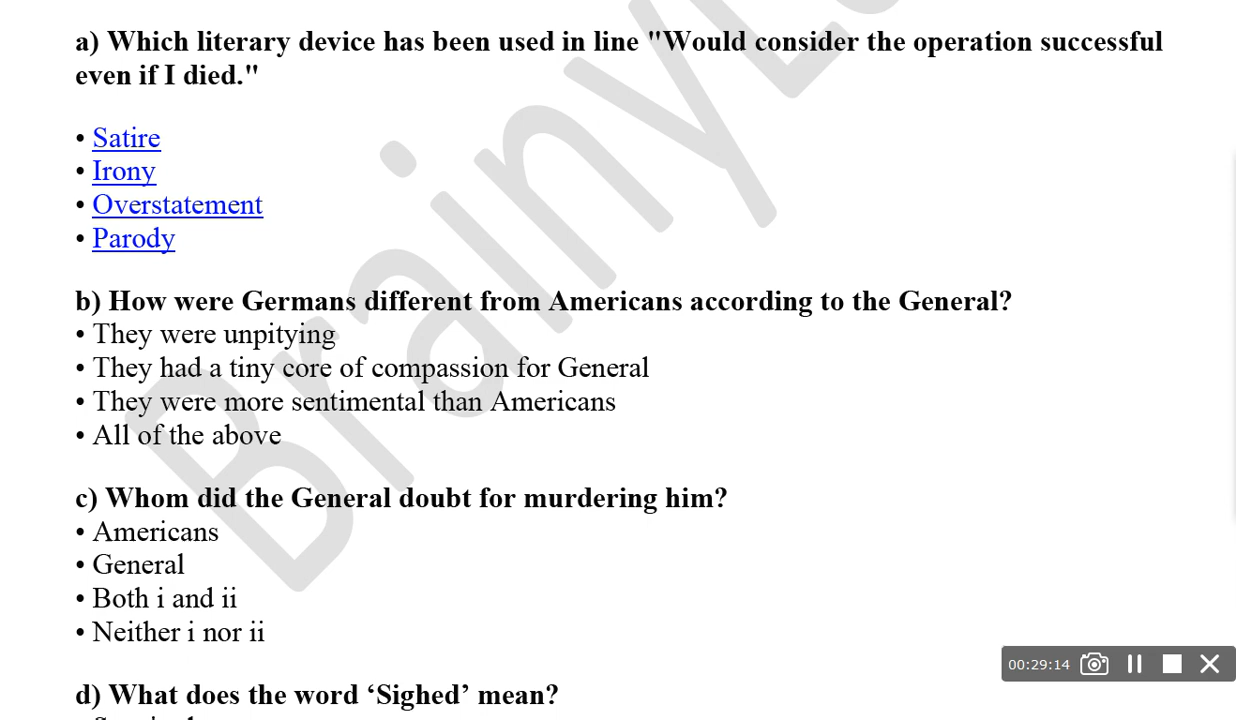 a) Which literary device has been used in line "Would consider the operation successful
even if I died."
• Satire
• Irony
• Overstatement
• Parody
b) How were Germans different from Americans according to the General?
• They were unpitying
• They had a tiny core of compassion for General
• They were more sentimental than Americans
• All of the above
c) Whom did the General doubt for murdering him?
• Americans
• General
• Both i and ii
• Neither i nor ii
00:29:14
d) What does the word ‘Sighed’ mean?